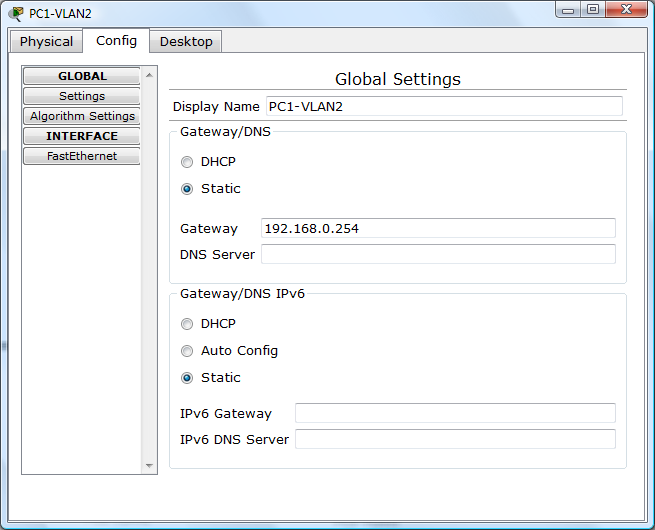 PC1-VLAN2
Physical Config Desktop
GLOBAL
Settings
Algorithm Settings
INTERFACE
FastEthernet
Global Settings
Display Name PC1-VLAN2
Gateway/DNS
DHCP
Static
Gateway 192.168.0.254
DNS Server
Gateway/DNS IPv6
DHCP
Auto Config
Static
IPv6 Gateway
IPv6 DNS Server